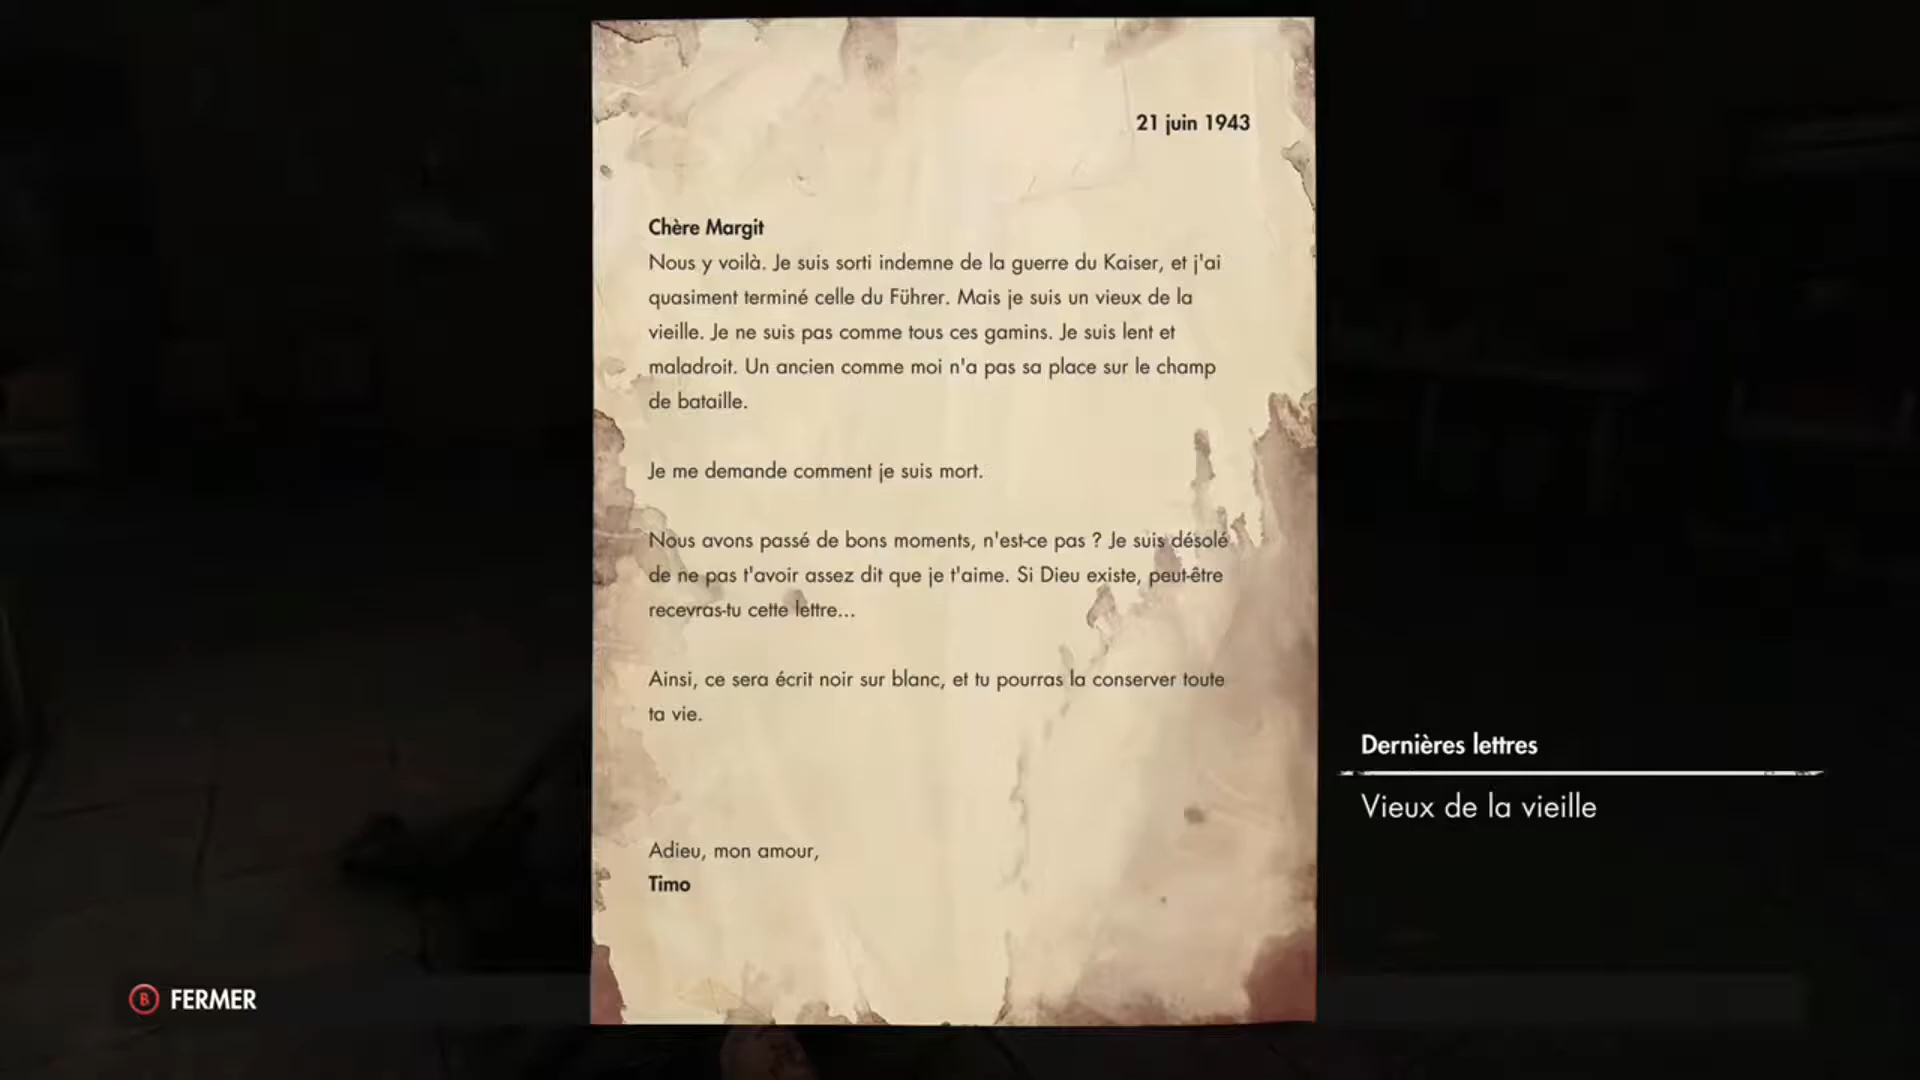 21 juin 1943
Chère Margit
Nous y voilà. Je suis sorti indemne de la guerre du Kaiser, et j'ai
quasiment terminé celle du Führer. Mais je suis un vieux de la
vieille. Je ne suis pas comme tous ces gamins. Je suis lent et
maladroit. Un ancien comme moi n'a pas sa place sur le champ
de bataille.
Je me demande comment je suis mort.
Nous avons passé de bons moments, n'est-ce pas ? Je suis désolé
de ne pas t'avoir assez dit que je t'aime. Si Dieu existe, peut-être
recevras-tu cette lettre...
Ainsi, ce sera écrit noir sur blanc, et tu pourras la conserver toute
ta vie.
Adieu, mon amour,
Timo
Dernières lettres
Vieux de la vieille
B FERMER